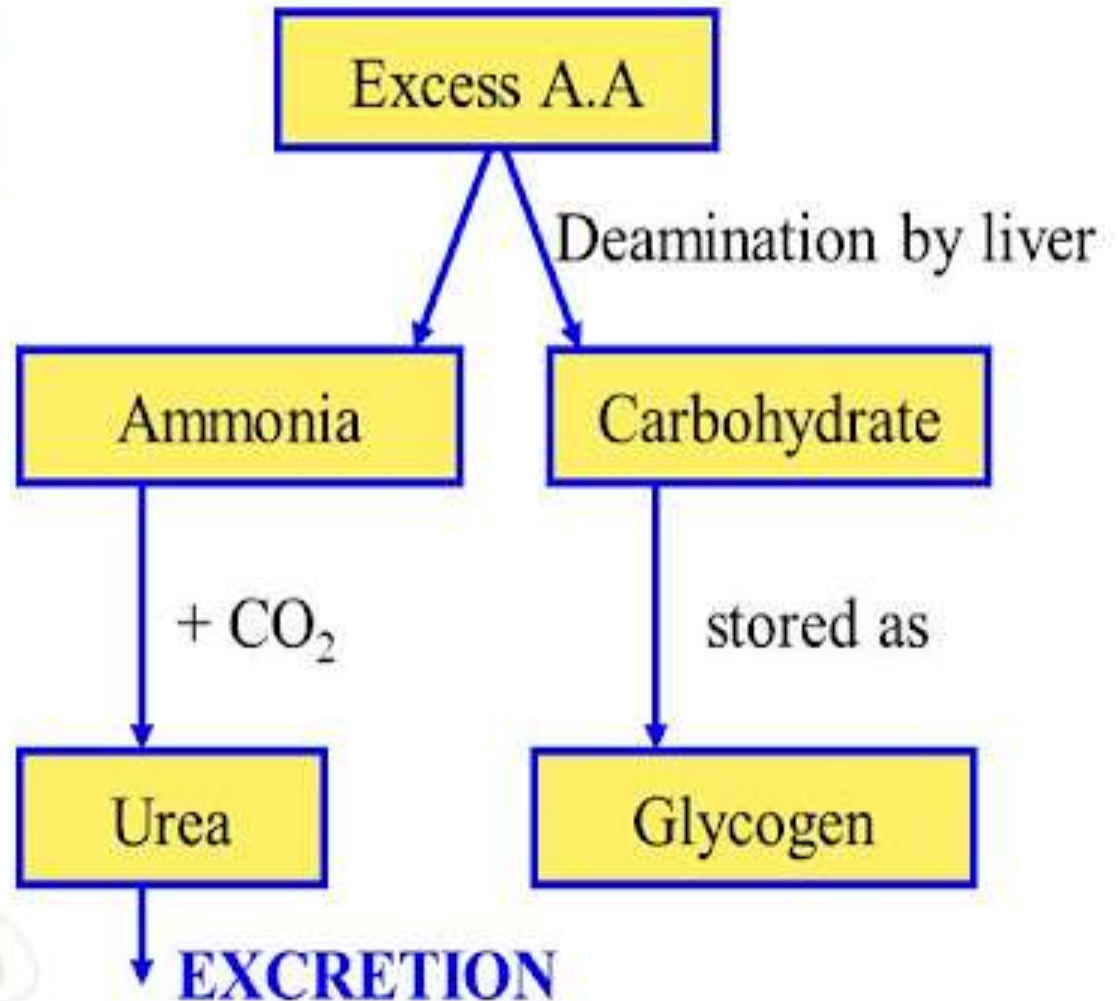 Excess A.A
Deamination by liver
Ammonia
Carbohydrate
+ CO₂
stored as
Urea
Glycogen
EXCRETION